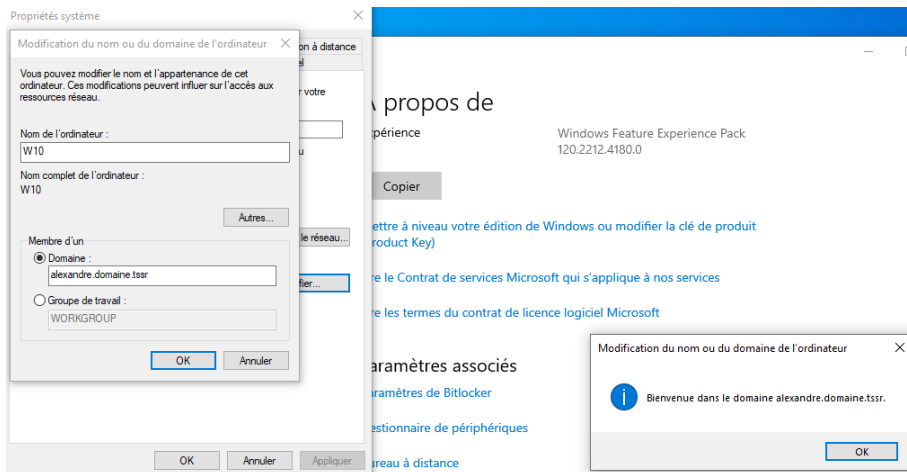 Propriétés système
Modification du nom ou du domaine de l'ordinateur
on à distance
Vous pouvez modifier le nom et l'appartenance de cet
ordinateur. Ces modifications peuvent influer sur l'accès aux
ressources réseau.
r votre
Nom de l'ordinateur :
W10
u
Nom complet de l'ordinateur :
W10
Autres...
le réseau...
Membre d'un
Domaine :
alexandre.domaine.tssr
fier...
Groupe de travail :
WORKGROUP
OK
Annuler
OK
Annuler
Appliquer
propos de
périence
Windows Feature Experience Pack
120.2212.4180.0
Copier
ettre à niveau votre édition de Windows ou modifier la clé de produit
roduct Key)
re le Contrat de services Microsoft qui s'applique à nos services
re les termes du contrat de licence logiciel Microsoft
aramètres associés
aramètres de Bitlocker
estionnaire de périphériques
ureau à distance
Modification du nom ou du domaine de l'ordinateur
Bienvenue dans le domaine alexandre.domaine.tssr.
OK